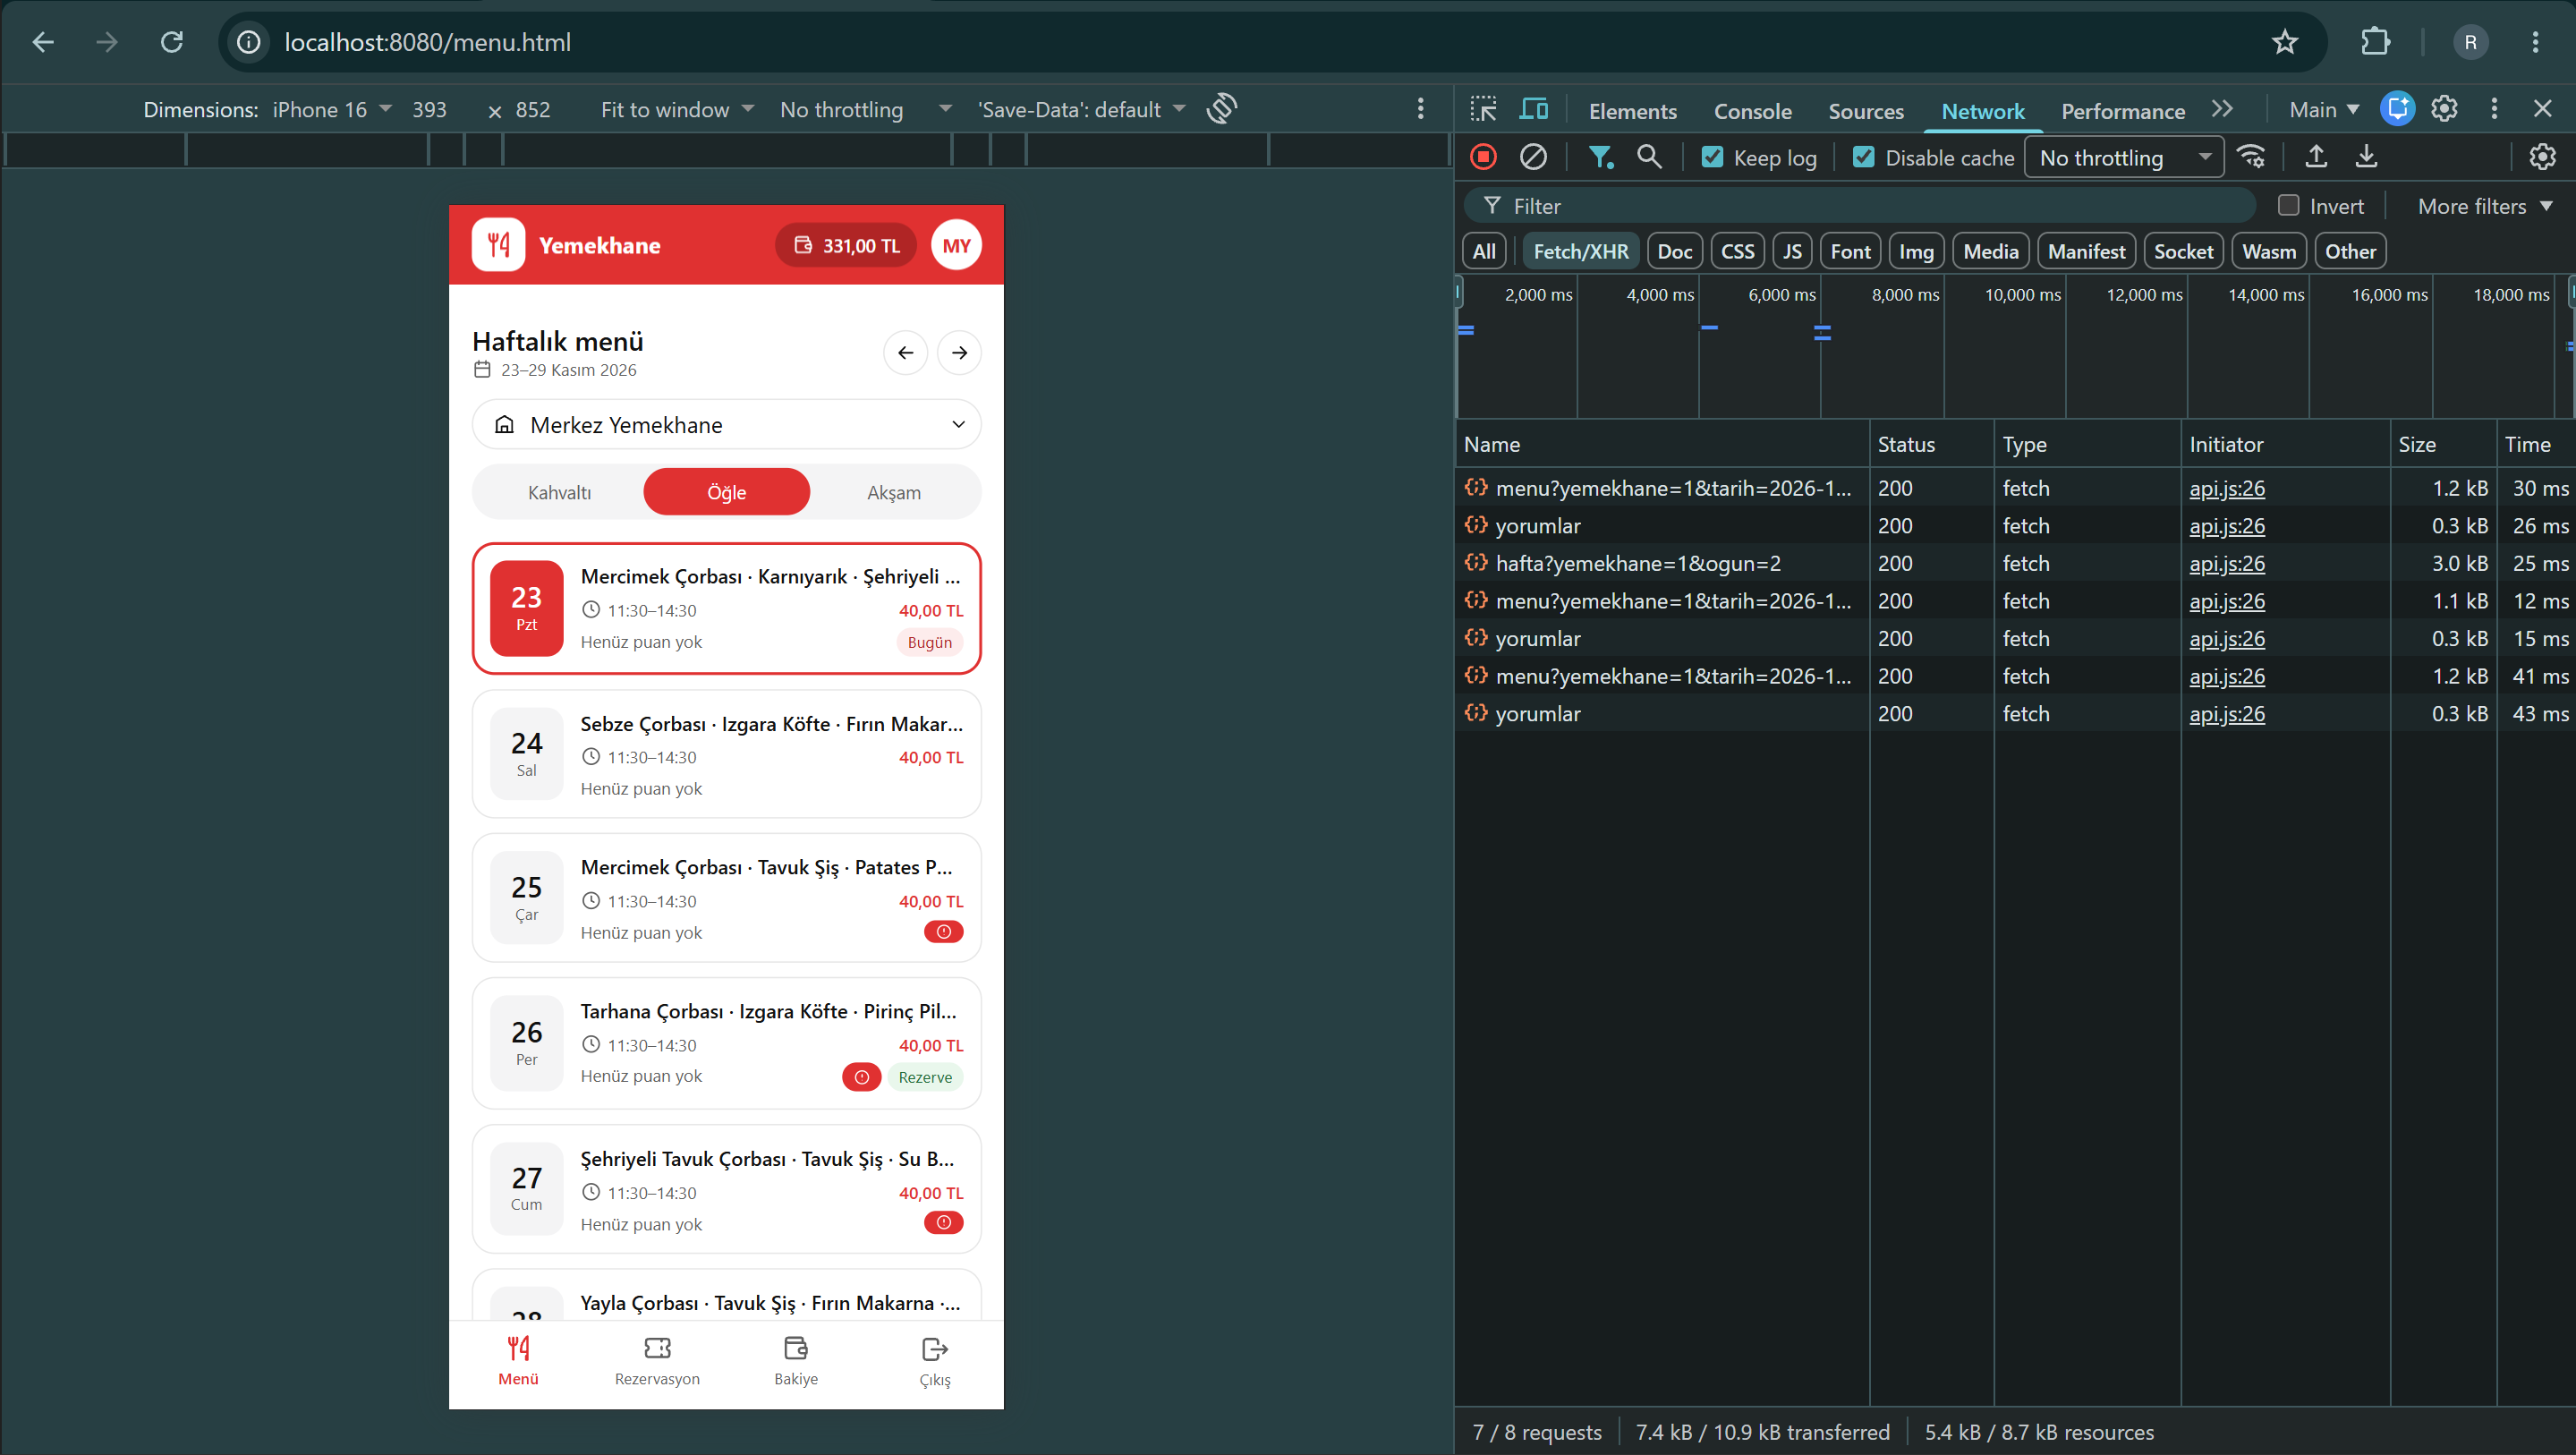 localhost:8080/menu.html
R
Dimensions: iPhone 16 393 × 852 Fit to window No throttling 'Save-Data': default
Elements Console Sources Network Performance Main
Keep log Disable cache No throttling
Filter Invert More filters
All Fetch/XHR Doc CSS JS Font Img Media Manifest Socket Wasm Other
2,000 ms 4,000 ms 6,000 ms 8,000 ms 10,000 ms 12,000 ms 14,000 ms 16,000 ms 18,000 ms
Name Status Type Initiator Size Time
menu?yemekhane=1&tarih=2026-1... 200 fetch api.js:26 1.2 kB 30 ms
yorumlar 200 fetch api.js:26 0.3 kB 26 ms
hafta?yemekhane=1&ogun=2 200 fetch api.js:26 3.0 kB 25 ms
menu?yemekhane=1&tarih=2026-1... 200 fetch api.js:26 1.1 kB 12 ms
yorumlar 200 fetch api.js:26 0.3 kB 15 ms
menu?yemekhane=1&tarih=2026-1... 200 fetch api.js:26 1.2 kB 41 ms
yorumlar 200 fetch api.js:26 0.3 kB 43 ms
7 / 8 requests 7.4 kB / 10.9 kB transferred 5.4 kB / 8.7 kB resources
Yemekhane 331,00 TL MY
Haftalık menü
23–29 Kasım 2026
Merkez Yemekhane
Kahvaltı Öğle Akşam
23 Pzt
Mercimek Çorbası · Karnıyarık · Şehriyeli ...
11:30–14:30 40,00 TL
Henüz puan yok Bugün
24 Sal
Sebze Çorbası · Izgara Köfte · Fırın Makar...
11:30–14:30 40,00 TL
Henüz puan yok
25 Çar
Mercimek Çorbası · Tavuk Şiş · Patates P...
11:30–14:30 40,00 TL
Henüz puan yok
26 Per
Tarhana Çorbası · Izgara Köfte · Pirinç Pil...
11:30–14:30 40,00 TL
Henüz puan yok Rezerve
27 Cum
Şehriyeli Tavuk Çorbası · Tavuk Şiş · Su B...
11:30–14:30 40,00 TL
Henüz puan yok
28
Yayla Çorbası · Tavuk Şiş · Fırın Makarna ·...
Menü Rezervasyon Bakiye Çıkış